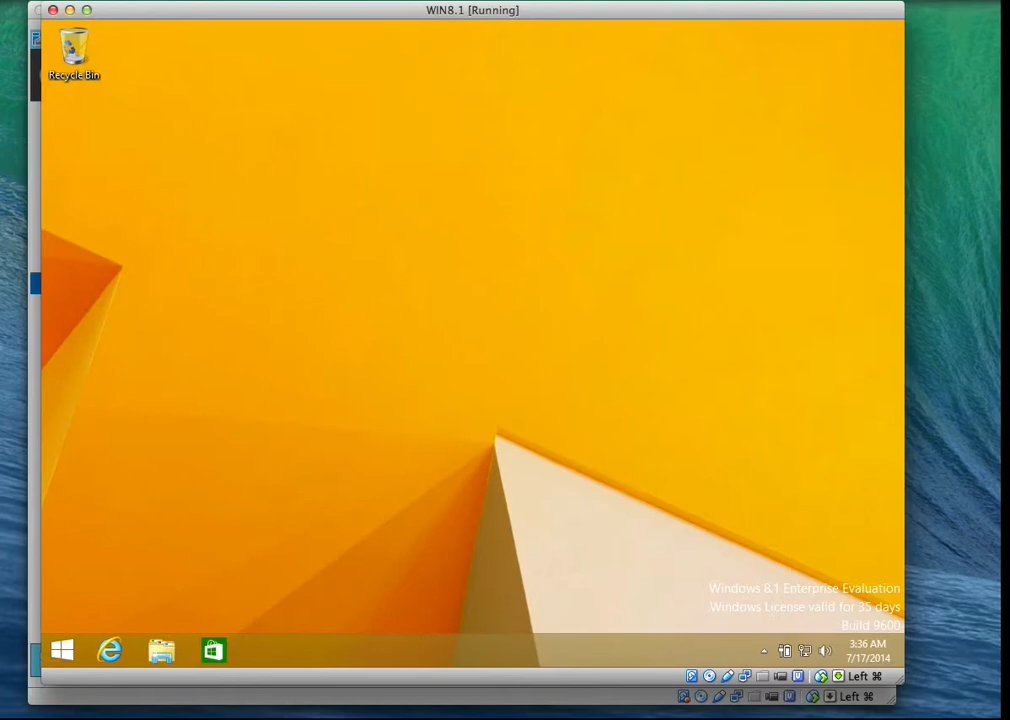 WIN8.1 [Running]
Recycle Bin
Windows 8.1 Enterprise Evaluation
Windows License valid for 35 days
Build 9600
3:36 AM
7/17/2014
Left ⌘
Left ⌘